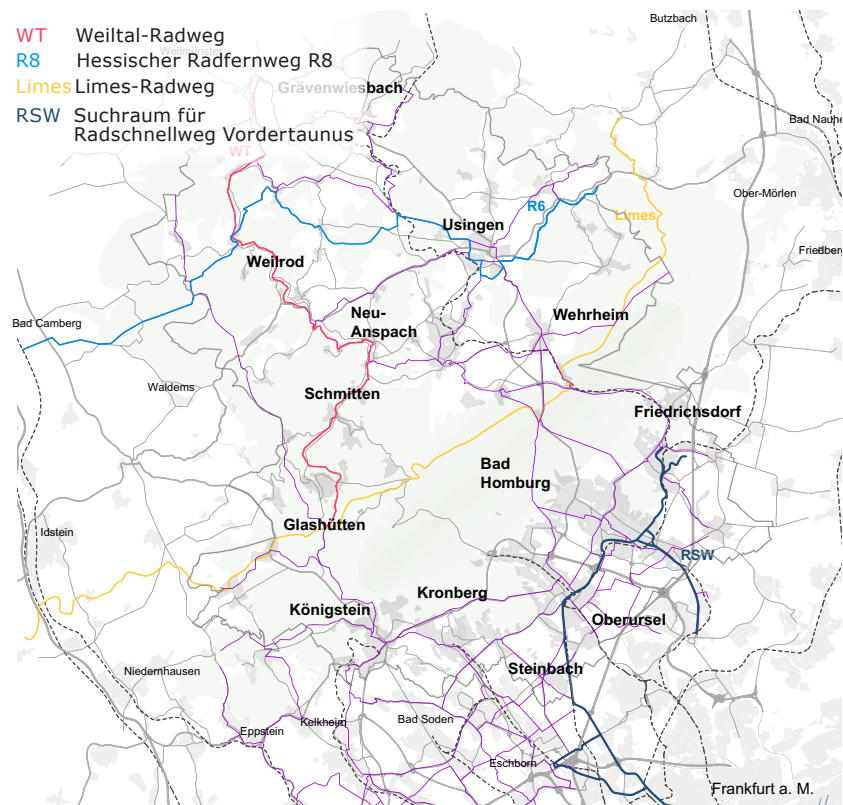 WT Weiltal-Radweg
R8 Hessischer Radfernweg R8
Limes Limes-Radweg
RSW Suchraum für
Radschnellweg Vordertaunus
Butzbach
Weilmünster
Grävenwiesbach
Bad Nauhe
WT
Ober-Mörlen
R6
Limes
Usingen
Friedberg
Weilrod
Neu-
Anspach
Wehrheim
Bad Camberg
Waldems
Schmitten
Friedrichsdorf
Bad
Homburg
Glashütten
Idstein
RSW
Kronberg
Königstein
Oberursel
Steinbach
Niedernhausen
Kelkheim
Bad Soden
Eppstein
Eschborn
Frankfurt a. M.